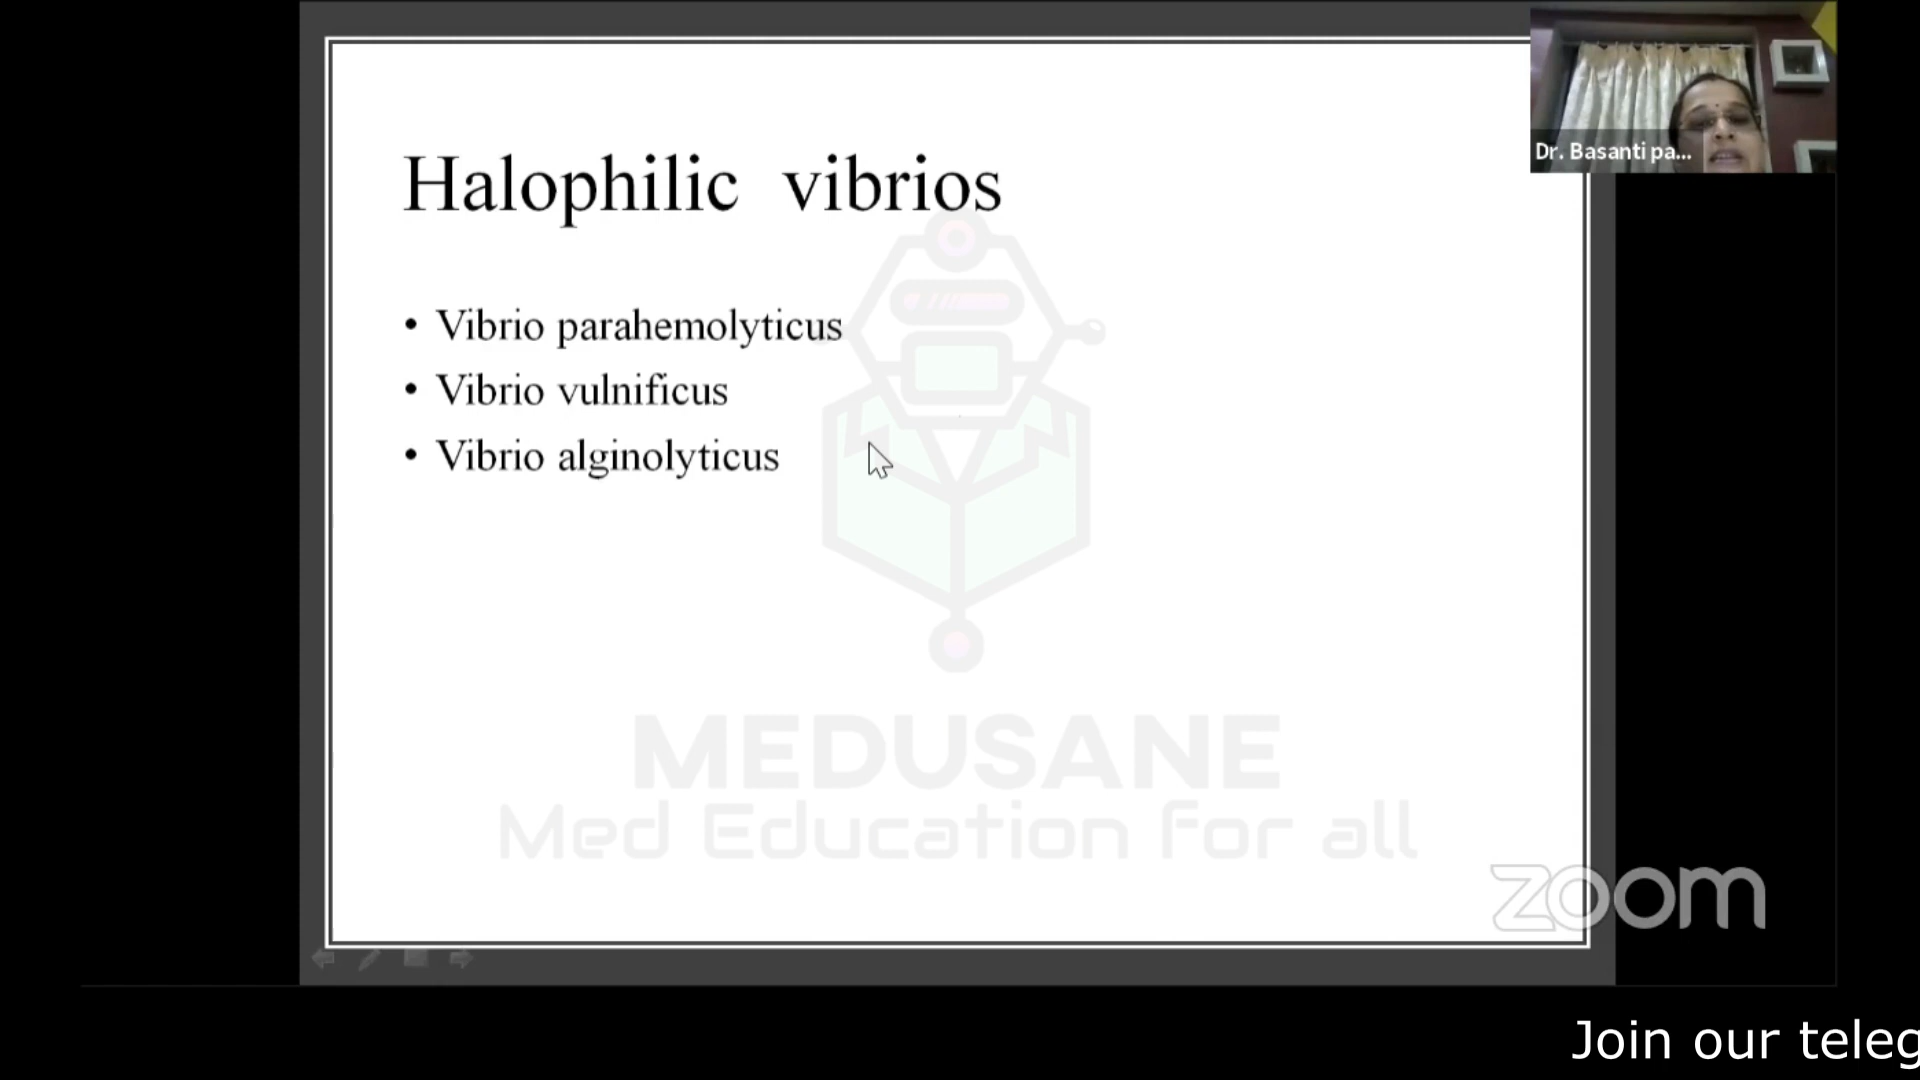 Halophilic vibrios
• Vibrio parahemolyticus
• Vibrio vulnificus
• Vibrio alginolyticus
MEDUSANE
Med Education for all
Dr. Basanti pa...
zoom
Join our teleg